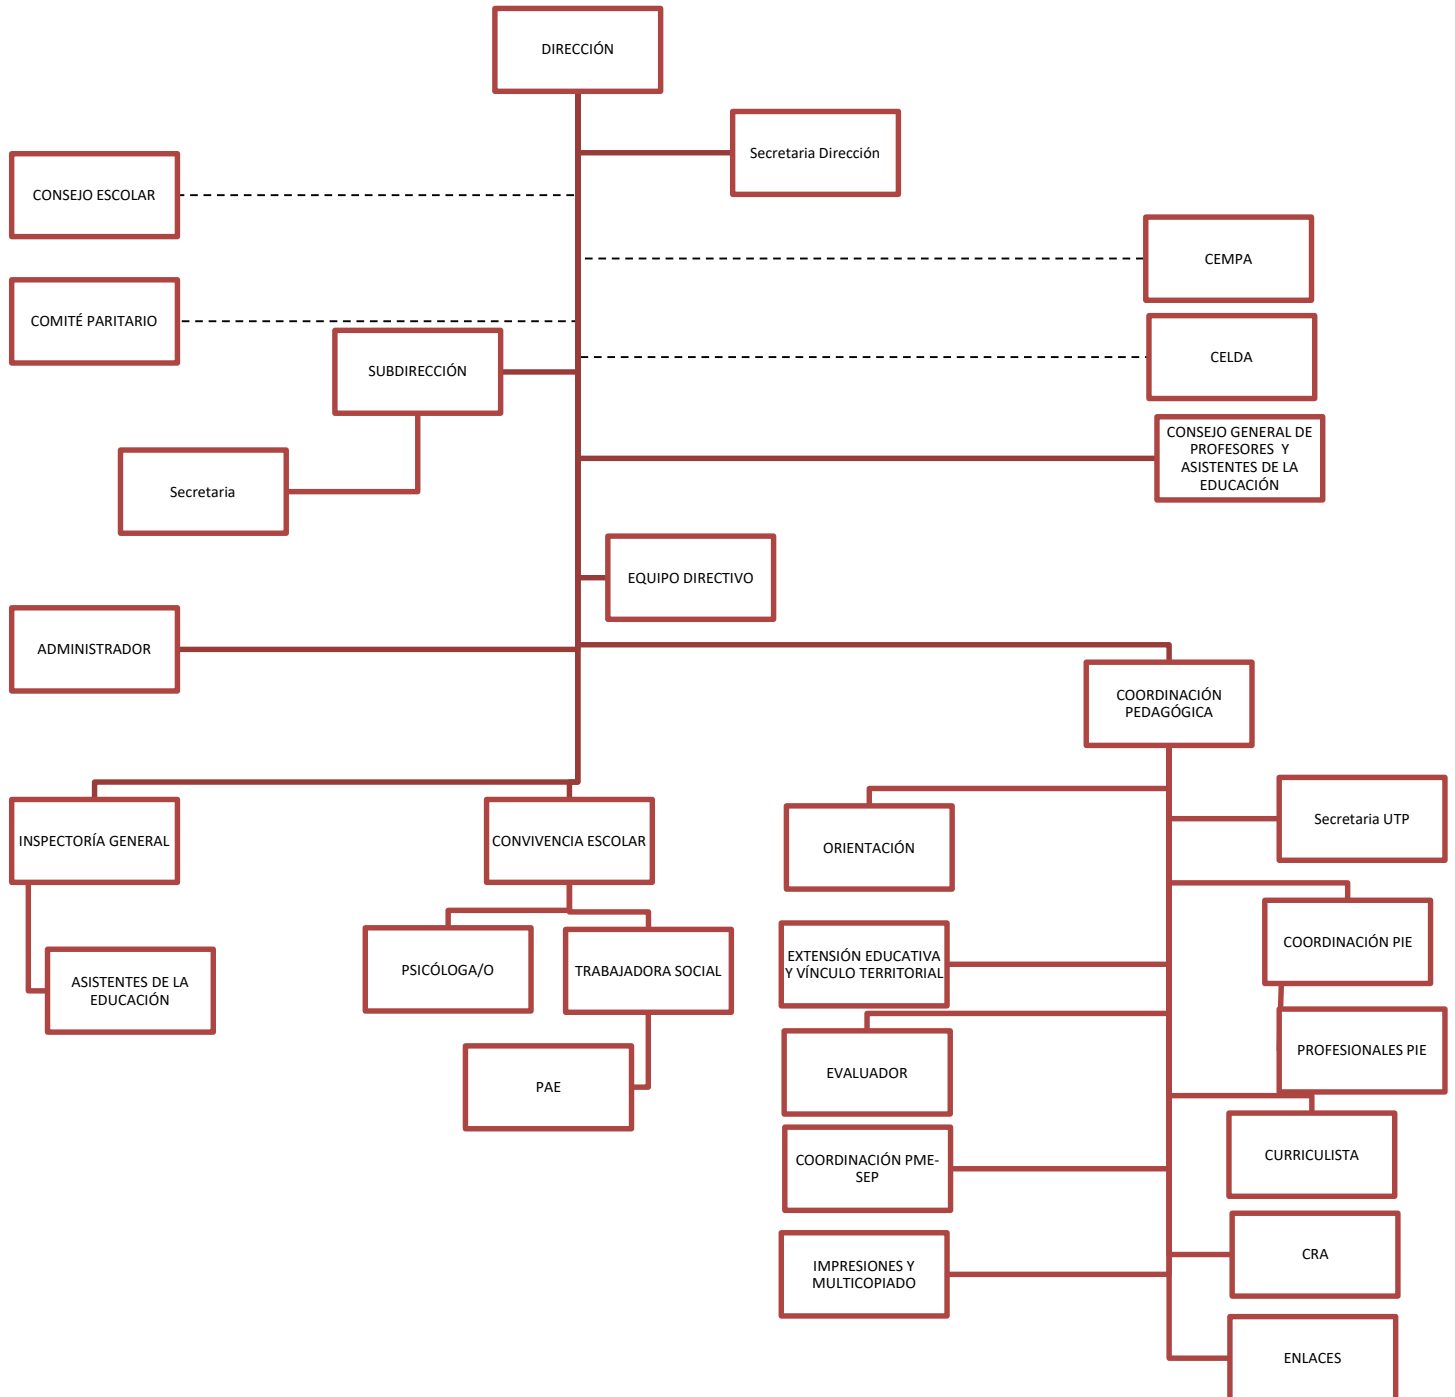 DIRECCIÓN
Secretaria Dirección
CONSEJO ESCOLAR
CEMPA
COMITÉ PARITARIO
CELDA
SUBDIRECCIÓN
CONSEJO GENERAL DE
PROFESORES Y
ASISTENTES DE LA
EDUCACIÓN
Secretaria
EQUIPO DIRECTIVO
ADMINISTRADOR
COORDINACIÓN
PEDAGÓGICA
INSPECTORÍA GENERAL
CONVIVENCIA ESCOLAR
ORIENTACIÓN
Secretaria UTP
ASISTENTES DE LA
EDUCACIÓN
PSICÓLOGA/O
TRABAJADORA SOCIAL
EXTENSIÓN EDUCATIVA
Y VÍNCULO TERRITORIAL
COORDINACIÓN PIE
PAE
EVALUADOR
PROFESIONALES PIE
COORDINACIÓN PME-
SEP
CURRICULISTA
IMPRESIONES Y
MULTICOPIADO
CRA
ENLACES